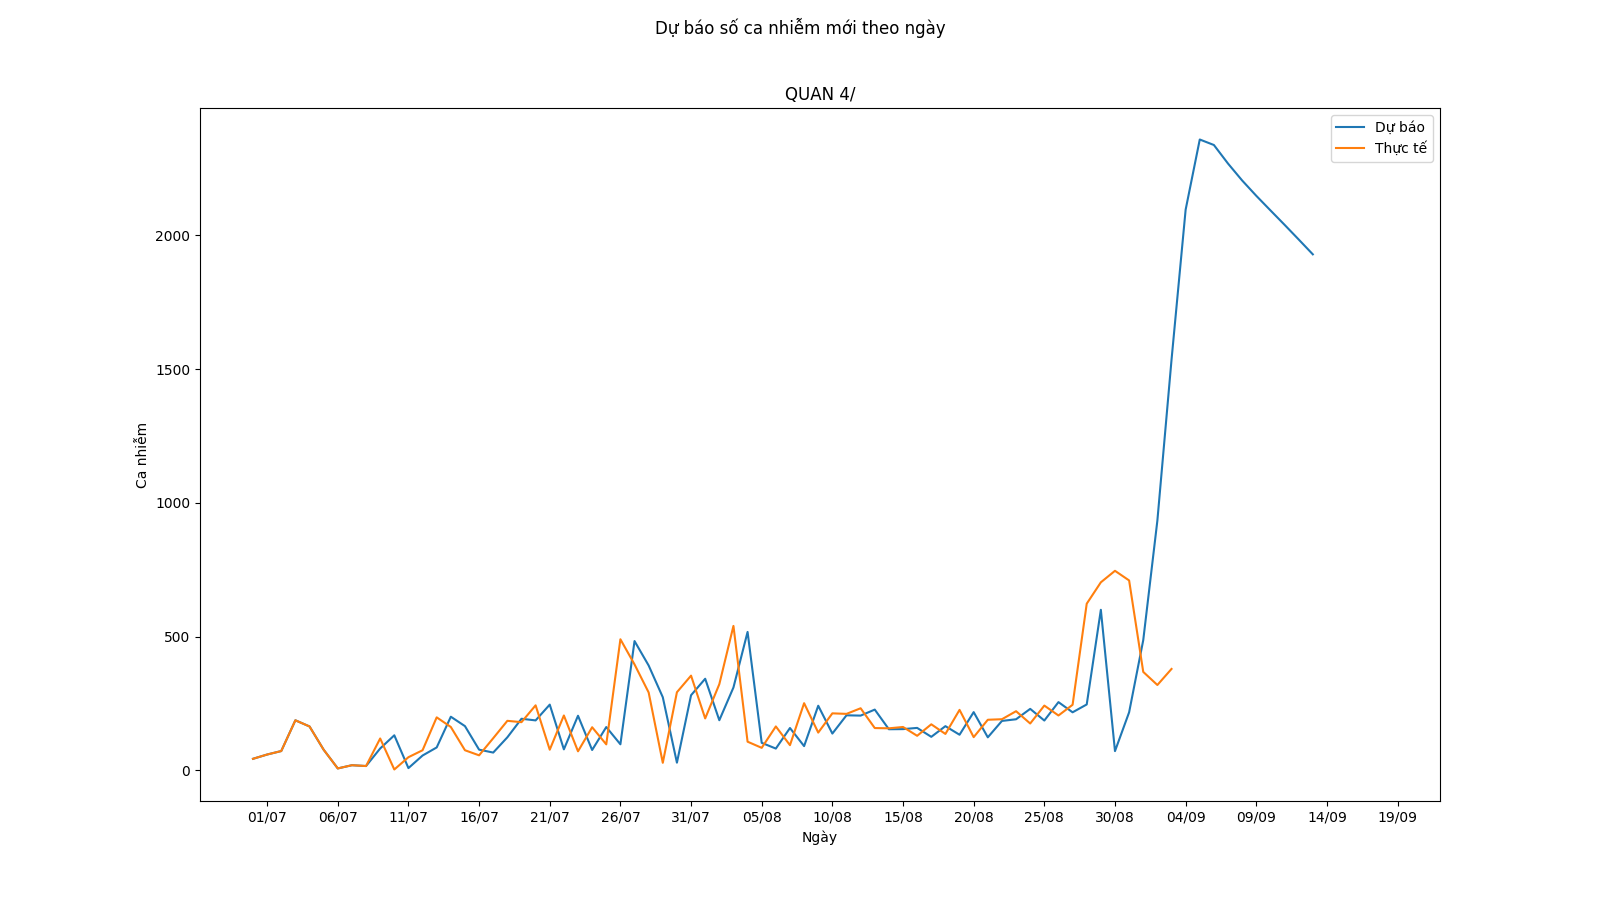 Dự báo số ca nhiễm mới theo ngày
QUAN 4/
Dự báo
Thực tế
2000
1500
1000
500
0
Ca nhiễm
01/07 06/07 11/07 16/07 21/07 26/07 31/07 05/08 10/08 15/08 20/08 25/08 30/08 04/09 09/09 14/09 19/09
Ngày